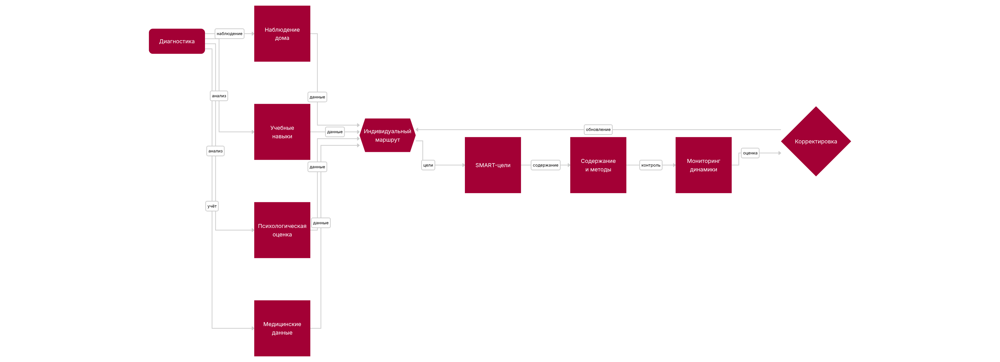 Диагностика
наблюдение
Наблюдение
дома
анализ
данные
Учебные
навыки
данные
анализ
данные
учёт
Психологическая
оценка
данные
Медицинские
данные
Индивидуальный
маршрут
обновление
цели
SMART-цели
содержание
Содержание
и методы
контроль
Мониторинг
динамики
оценка
Корректировка